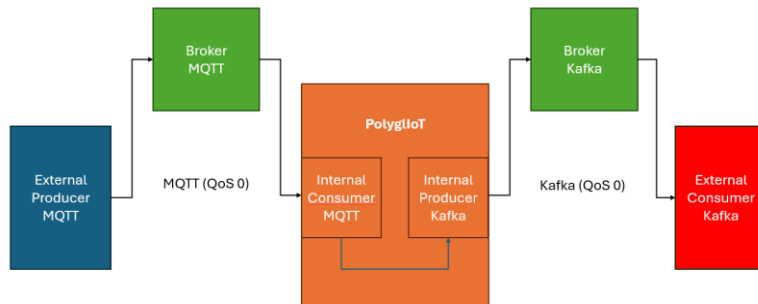 Broker
MQTT
Broker
Kafka
PolyglIoT
External
Producer
MQTT
MQTT (QoS 0)
Internal
Consumer
MQTT
Internal
Producer
Kafka
Kafka (QoS 0)
External
Consumer
Kafka